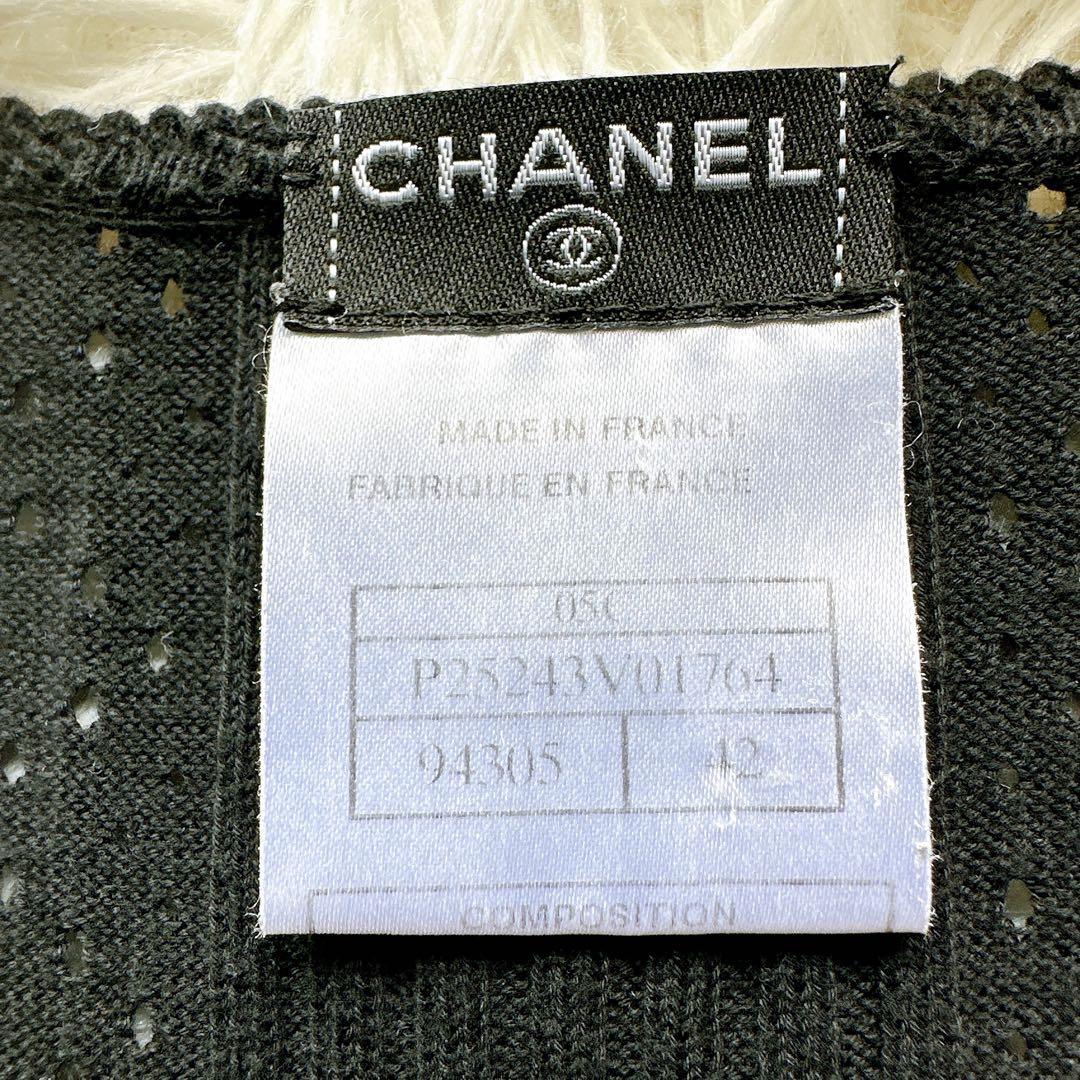 CHANEL
MADE IN FRANCE
FABRIQUE EN FRANCE
05C
P25243V01764
94305 42
COMPOSITION